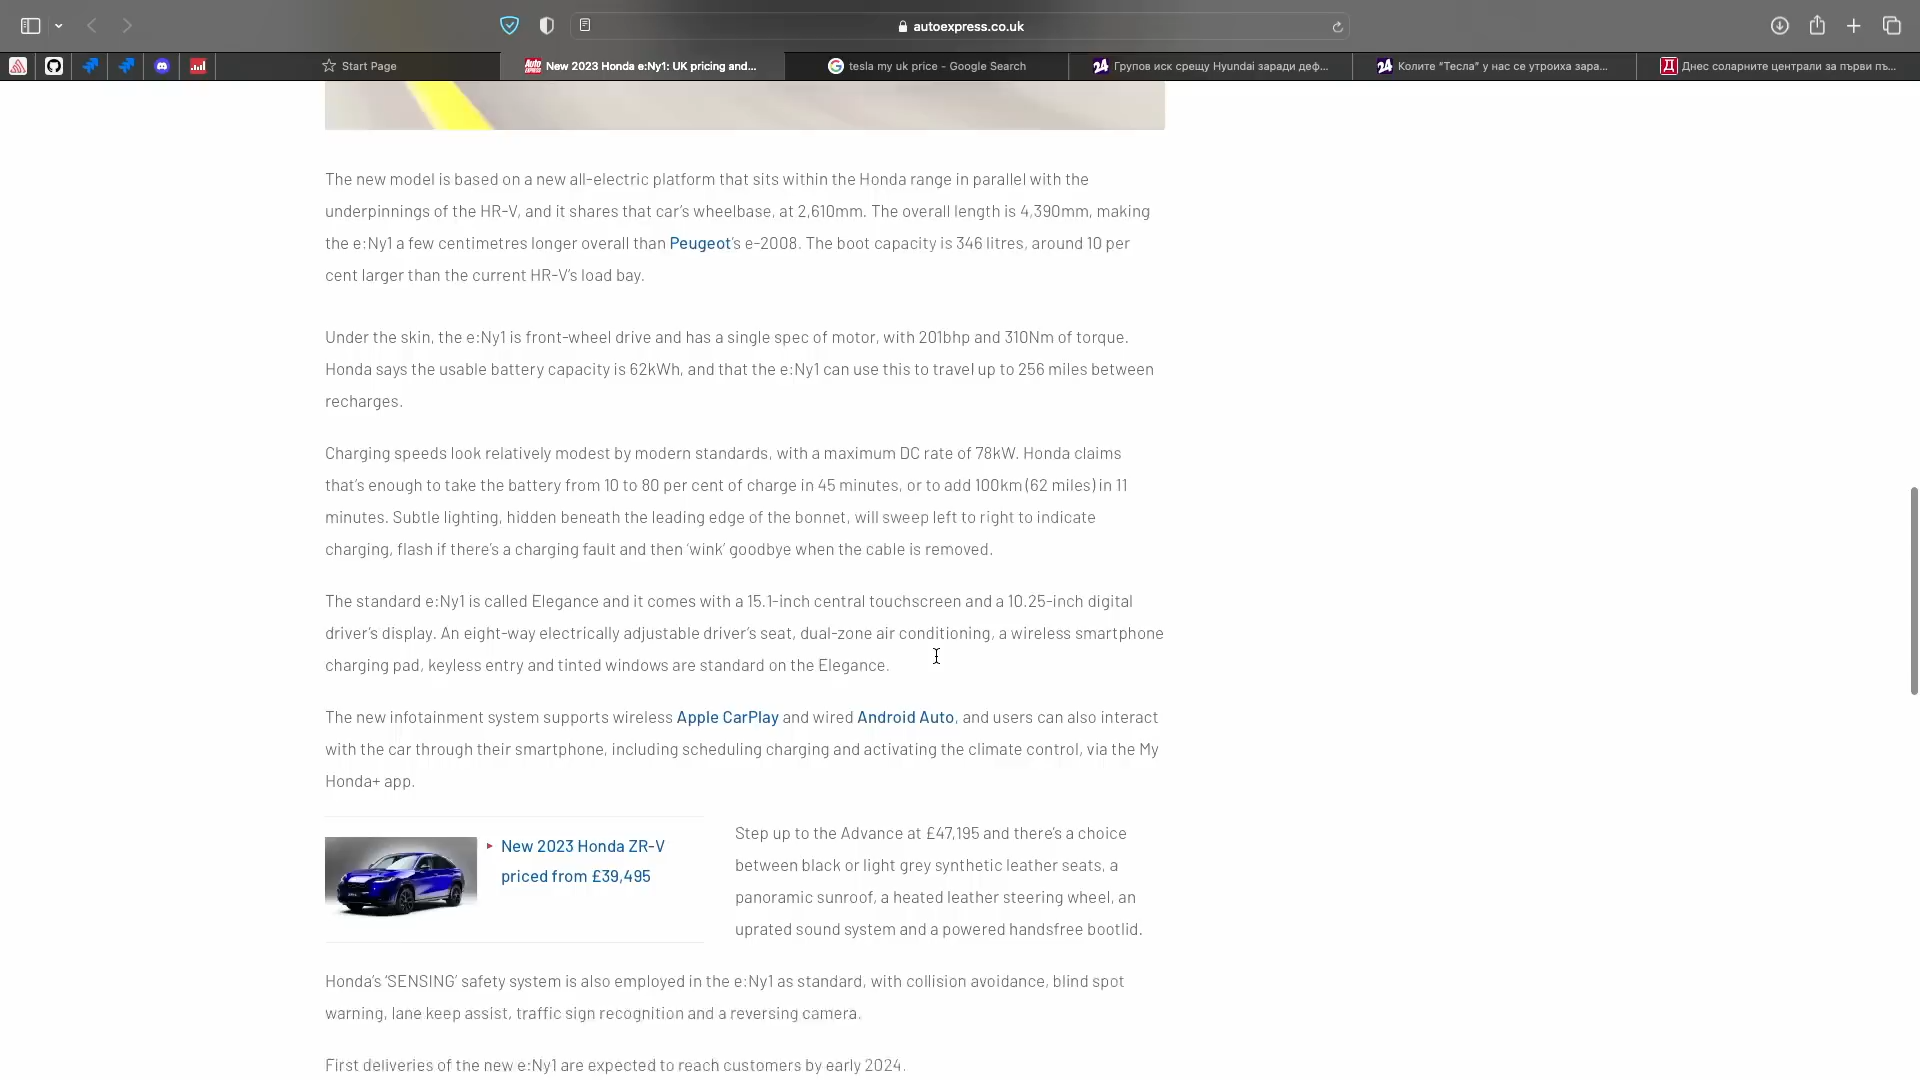 autoexpress.co.uk
Start Page
Auto Express
New 2023 Honda e:Ny1: UK pricing and...
tesla my uk price - Google Search
24
Групов иск срещу Hyundai заради деф...
24
Колите "Тесла" у нас се утроиха зара...
Д
Днес соларните централи за първи пъ...
The new model is based on a new all-electric platform that sits within the Honda range in parallel with the
underpinnings of the HR-V, and it shares that car's wheelbase, at 2,610mm. The overall length is 4,390mm, making
the e:Ny1 a few centimetres longer overall than Peugeot's e-2008. The boot capacity is 346 litres, around 10 per
cent larger than the current HR-V's load bay.
Under the skin, the e:Ny1 is front-wheel drive and has a single spec of motor, with 201bhp and 310Nm of torque.
Honda says the usable battery capacity is 62kWh, and that the e:Ny1 can use this to travel up to 256 miles between
recharges.
Charging speeds look relatively modest by modern standards, with a maximum DC rate of 78kW. Honda claims
that's enough to take the battery from 10 to 80 per cent of charge in 45 minutes, or to add 100km (62 miles) in 11
minutes. Subtle lighting, hidden beneath the leading edge of the bonnet, will sweep left to right to indicate
charging, flash if there's a charging fault and then 'wink' goodbye when the cable is removed.
The standard e:Ny1 is called Elegance and it comes with a 15.1-inch central touchscreen and a 10.25-inch digital
driver's display. An eight-way electrically adjustable driver's seat, dual-zone air conditioning, a wireless smartphone
charging pad, keyless entry and tinted windows are standard on the Elegance.
The new infotainment system supports wireless Apple CarPlay and wired Android Auto, and users can also interact
with the car through their smartphone, including scheduling charging and activating the climate control, via the My
Honda+ app.
New 2023 Honda ZR-V
priced from £39,495
Step up to the Advance at £47,195 and there's a choice
between black or light grey synthetic leather seats, a
panoramic sunroof, a heated leather steering wheel, an
uprated sound system and a powered handsfree bootlid.
Honda's 'SENSING' safety system is also employed in the e:Ny1 as standard, with collision avoidance, blind spot
warning, lane keep assist, traffic sign recognition and a reversing camera.
First deliveries of the new e:Ny1 are expected to reach customers by early 2024.